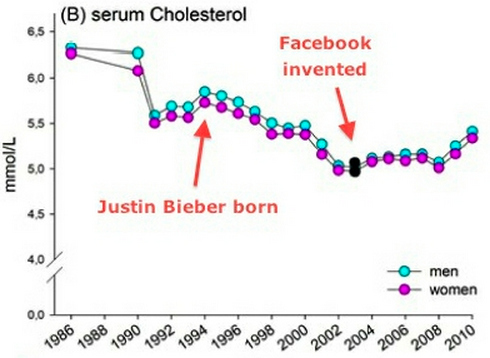 (B) serum Cholesterol
6,5
6,0
5,5
5,0
4,5
4,0
0,0
mmol/L
Facebook
invented
Justin Bieber born
men
women
1986
1988
1990
1992
1994
1996
1998
2000
2002
2004
2006
2008
2010